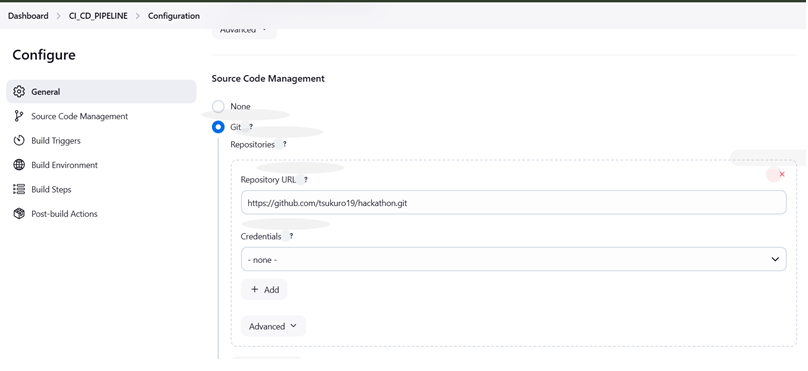 Dashboard > CI_CD_PIPELINE > Configuration
Advanced
Configure
General
Source Code Management
Build Triggers
Build Environment
Build Steps
Post-build Actions
Source Code Management
None
Git ?
Repositories ?
Repository URL ?
https://github.com/tsukuro19/hackathon.git
Credentials ?
- none -
+ Add
Advanced